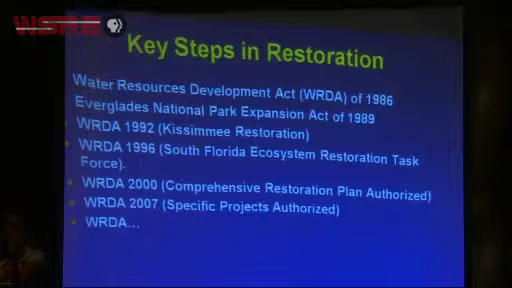 WSRE PBS
Key Steps in Restoration
Water Resources Development Act (WRDA) of 1986
Everglades National Park Expansion Act of 1989
• WRDA 1992 (Kissimmee Restoration)
• WRDA 1996 (South Florida Ecosystem Restoration Task
Force).
• WRDA 2000 (Comprehensive Restoration Plan Authorized)
• WRDA 2007 (Specific Projects Authorized)
• WRDA...